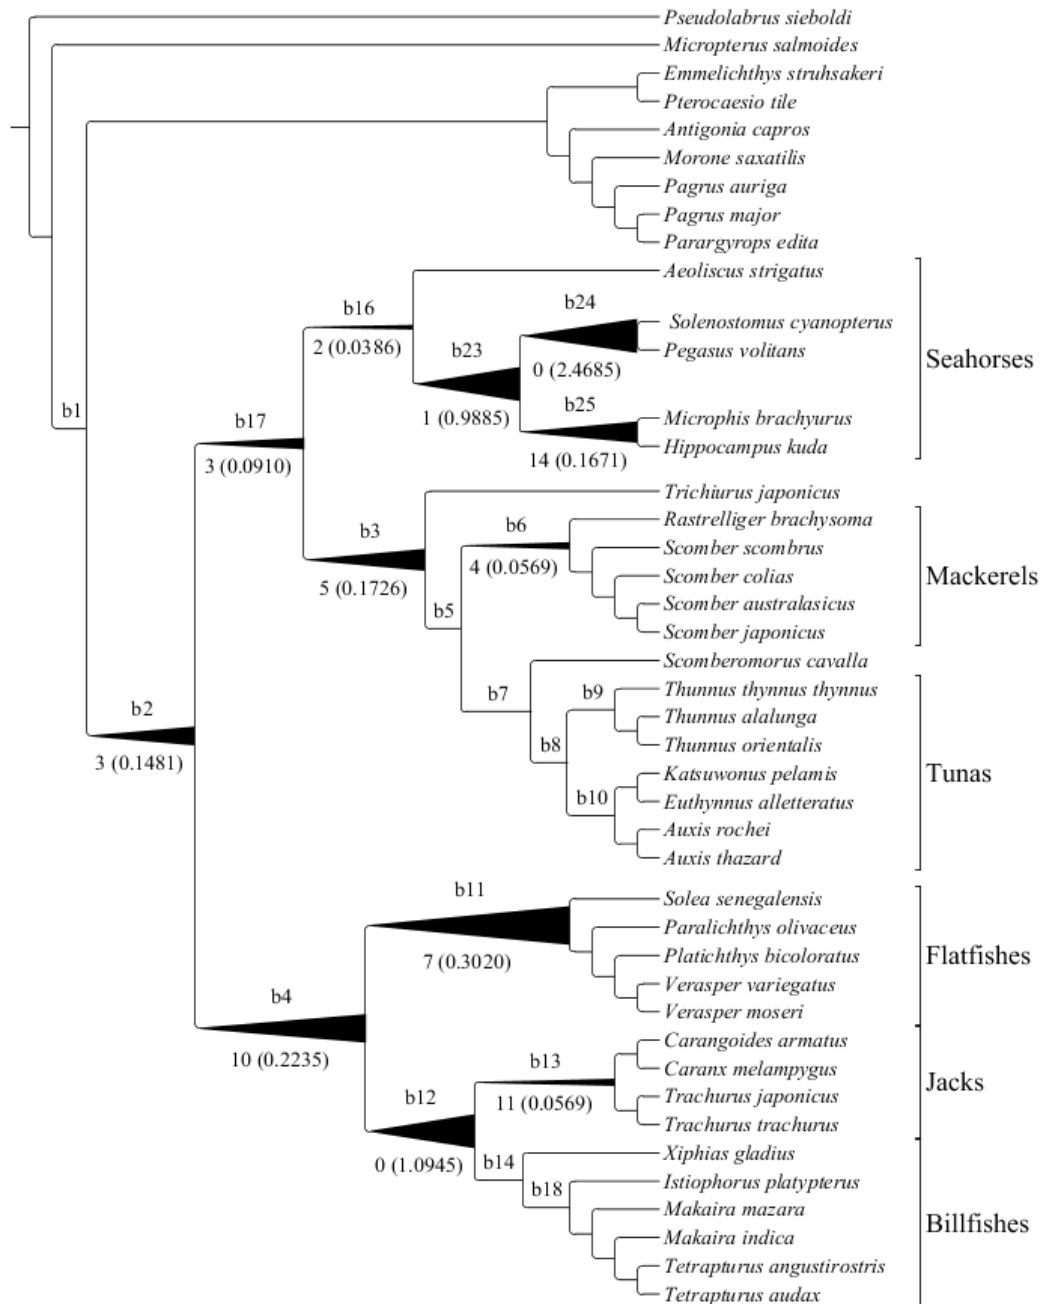 Pseudolabrus sieboldi
Micropterus salmoides
Emmelichthys struhsakeri
Pterocaesio tile
Antigonia capros
Morone saxatilis
Pagrus auriga
Pagrus major
Parargyrops edita
Aeoliscus strigatus
b16
b24
2 (0.0386)
Solenostomus cyanopterus
b23
Pegasus volitans
Seahorses
0 (2.4685)
b25
b1
b17
1 (0.9885)
Microphis brachyurus
Hippocampus kuda
3 (0.0910)
14 (0.1671)
Trichiurus japonicus
b3
b6
Rastrelliger brachysoma
Scomber scombrus
4 (0.0569)
Scomber colias
Mackerels
5 (0.1726)
b5
Scomber australasicus
Scomber japonicus
Scomberomorus cavalla
b7
b9
Thunnus thynnus thynnus
b2
Thunnus alalunga
b8
Thunnus orientalis
3 (0.1481)
Katsuwonus pelamis
Tunas
b10
Euthynnus alletteratus
Auxis rochei
Auxis thazard
b11
Solea senegalensis
Paralichthys olivaceus
7 (0.3020)
Platichthys bicoloratus
Flatfishes
b4
Verasper variegatus
Verasper moseri
10 (0.2235)
Carangoides armatus
b13
Caranx melampygus
Jacks
b12
11 (0.0569)
Trachurus japonicus
Trachurus trachurus
0 (1.0945)
b14
Xiphias gladius
b18
Istiophorus platypterus
Makaira mazara
Billfishes
Makaira indica
Tetrapturus angustirostris
Tetrapturus audax